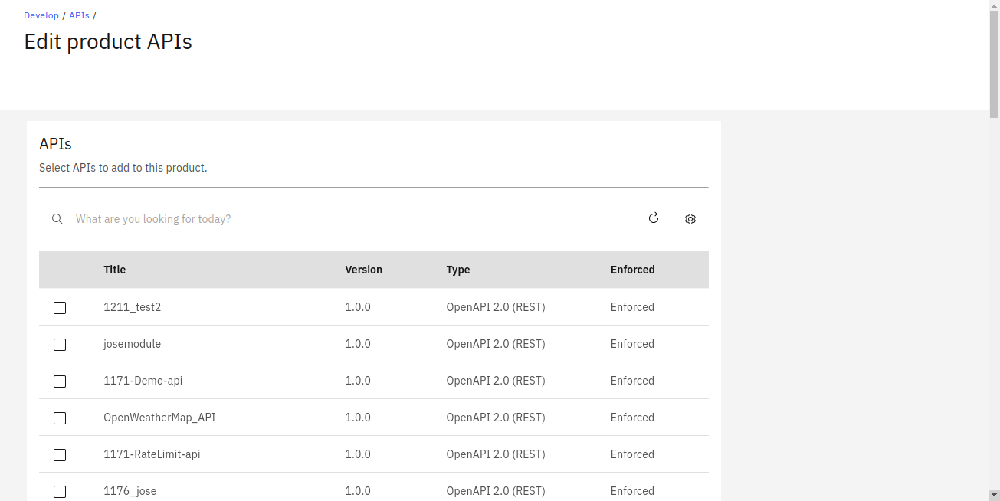 Develop / APIs /
Edit product APIs
APIs
Select APIs to add to this product.
What are you looking for today?
Title Version Type Enforced
1211_test2 1.0.0 OpenAPI 2.0 (REST) Enforced
josemodule 1.0.0 OpenAPI 2.0 (REST) Enforced
1171-Demo-api 1.0.0 OpenAPI 2.0 (REST) Enforced
OpenWeatherMap_API 1.0.0 OpenAPI 2.0 (REST) Enforced
1171-RateLimit-api 1.0.0 OpenAPI 2.0 (REST) Enforced
1176_jose 1.0.0 OpenAPI 2.0 (REST) Enforced